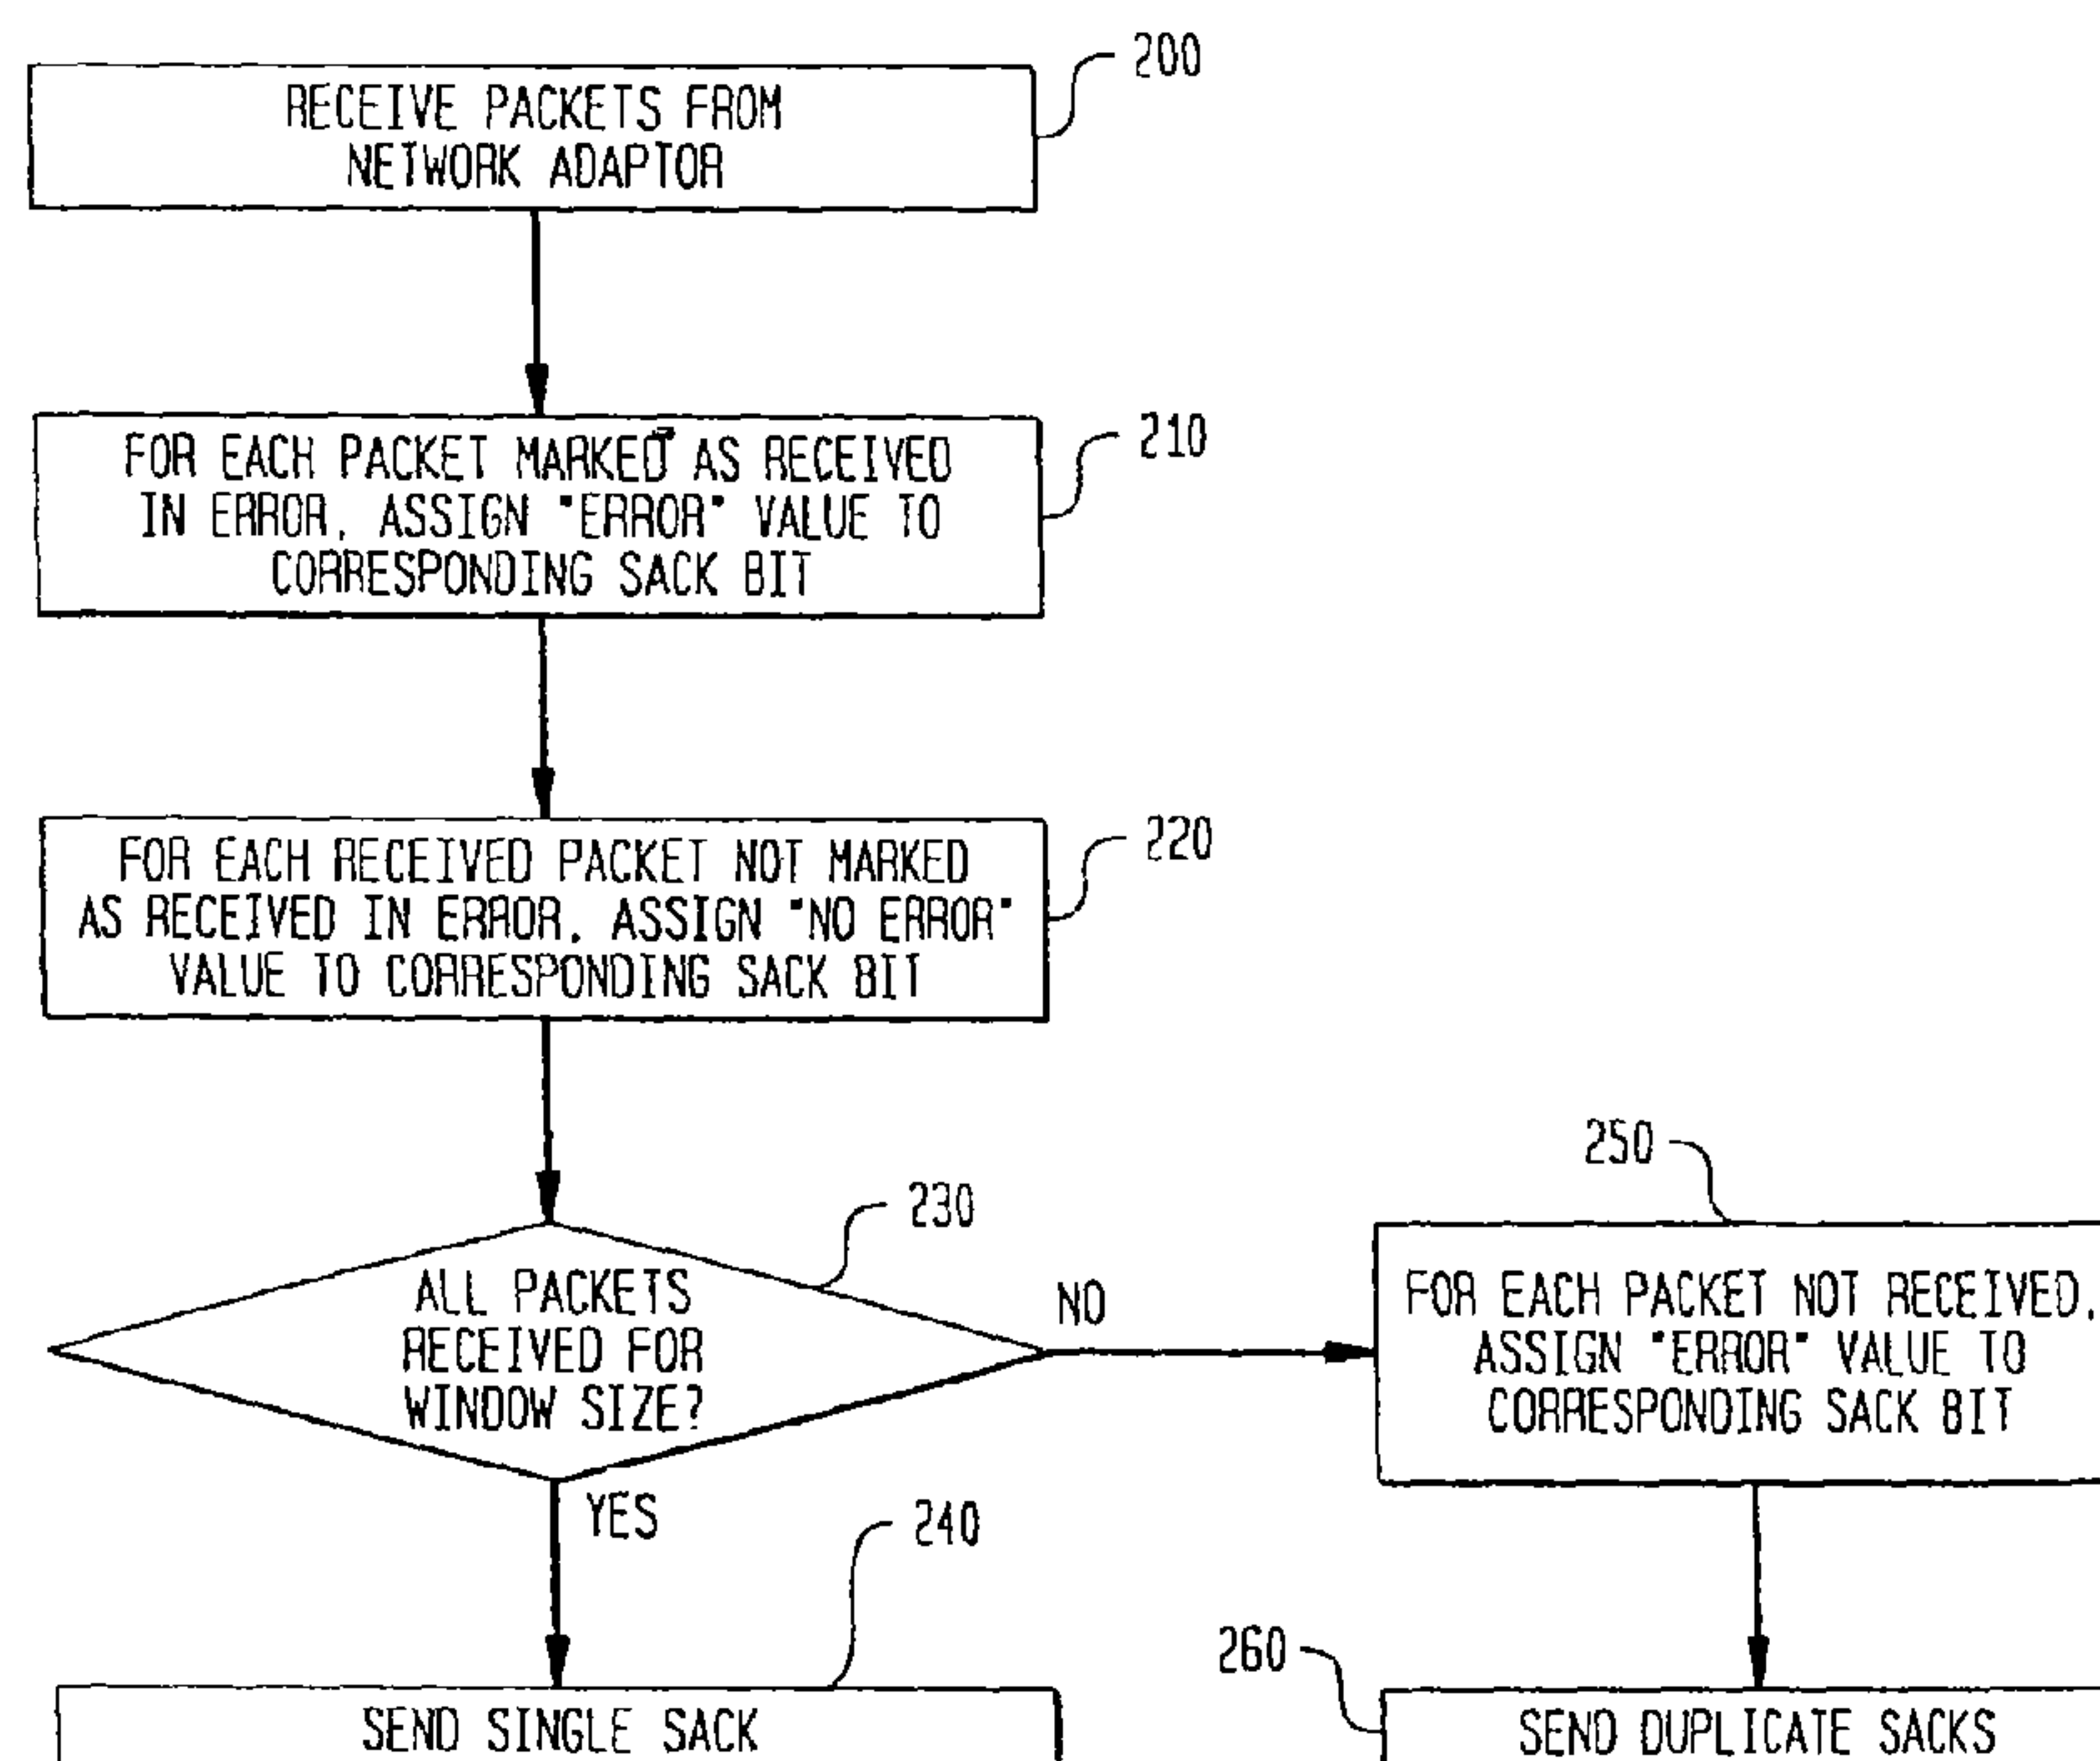 200
RECEIVE PACKETS FROM
NETWORK ADAPTOR
210
FOR EACH PACKET MARKED AS RECEIVED
IN ERROR, ASSIGN "ERROR" VALUE TO
CORRESPONDING SACK BIT
220
FOR EACH RECEIVED PACKET NOT MARKED
AS RECEIVED IN ERROR, ASSIGN "NO ERROR"
VALUE TO CORRESPONDING SACK BIT
230
ALL PACKETS
RECEIVED FOR
WINDOW SIZE?
NO
YES
250
FOR EACH PACKET NOT RECEIVED,
ASSIGN "ERROR" VALUE TO
CORRESPONDING SACK BIT
240
SEND SINGLE SACK
260
SEND DUPLICATE SACKS